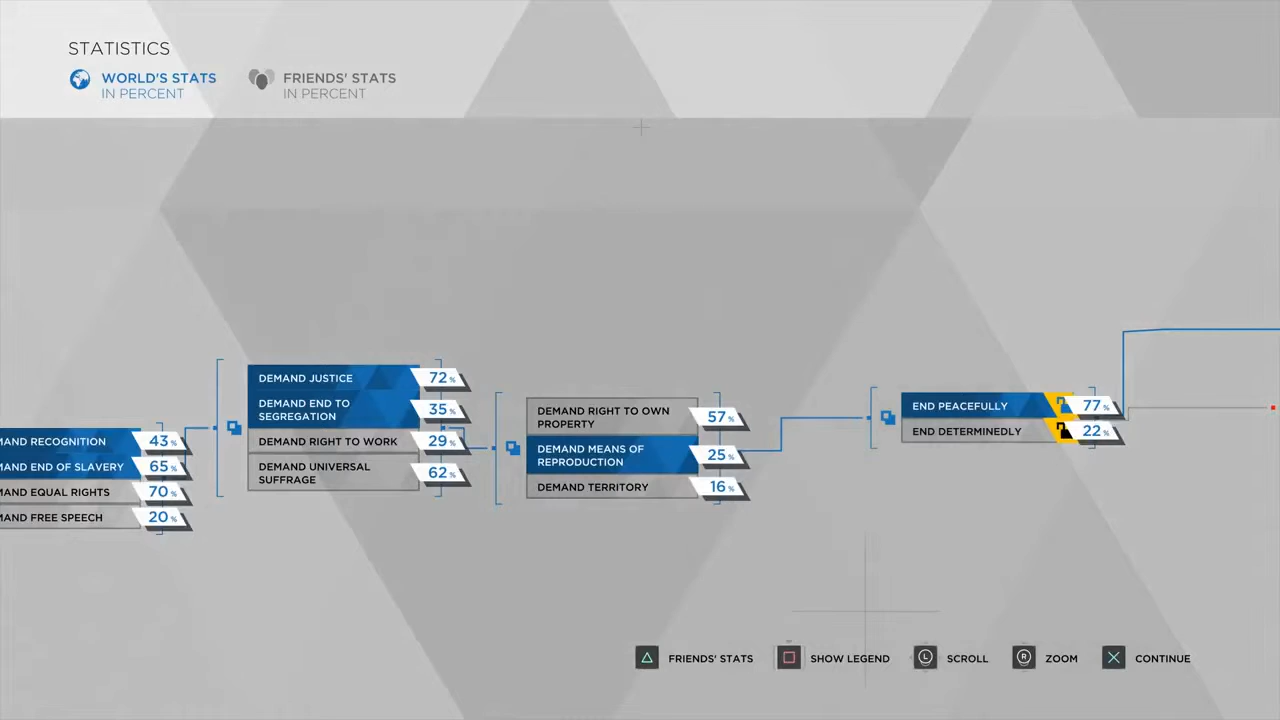 STATISTICS
WORLD'S STATS
IN PERCENT
FRIENDS' STATS
IN PERCENT
MAND RECOGNITION 43 %
MAND END OF SLAVERY 65 %
MAND EQUAL RIGHTS 70 %
MAND FREE SPEECH 20 %
DEMAND JUSTICE 72 %
DEMAND END TO
SEGREGATION 35 %
DEMAND RIGHT TO WORK 29 %
DEMAND UNIVERSAL
SUFFRAGE 62 %
DEMAND RIGHT TO OWN
PROPERTY 57 %
DEMAND MEANS OF
REPRODUCTION 25 %
DEMAND TERRITORY 16 %
END PEACEFULLY 77 %
END DETERMINEDLY 22 %
FRIENDS' STATS
SHOW LEGEND
L SCROLL
R ZOOM
CONTINUE